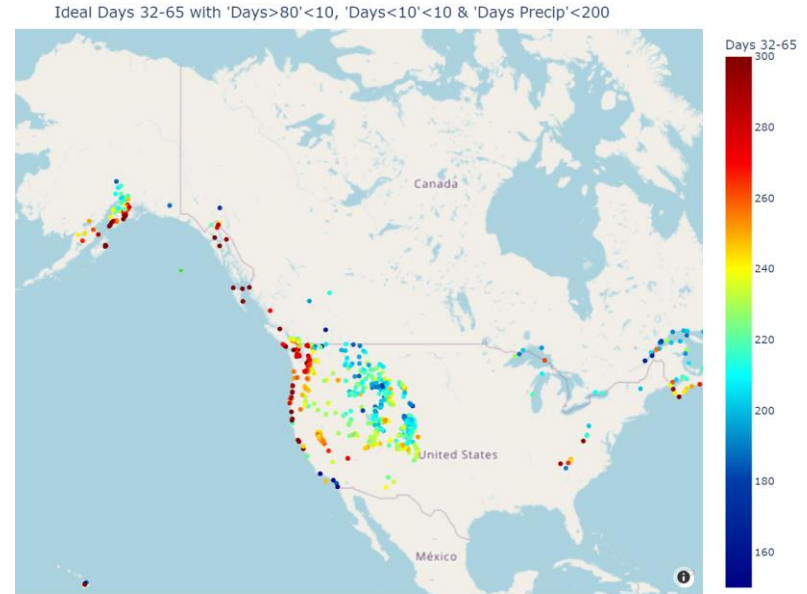 Ideal Days 32-65 with 'Days>80'<10, 'Days<10'<10 & 'Days Precip'<200
Days 32-65
300
280
Canada
260
240
220
200
United States
180
México
160
i